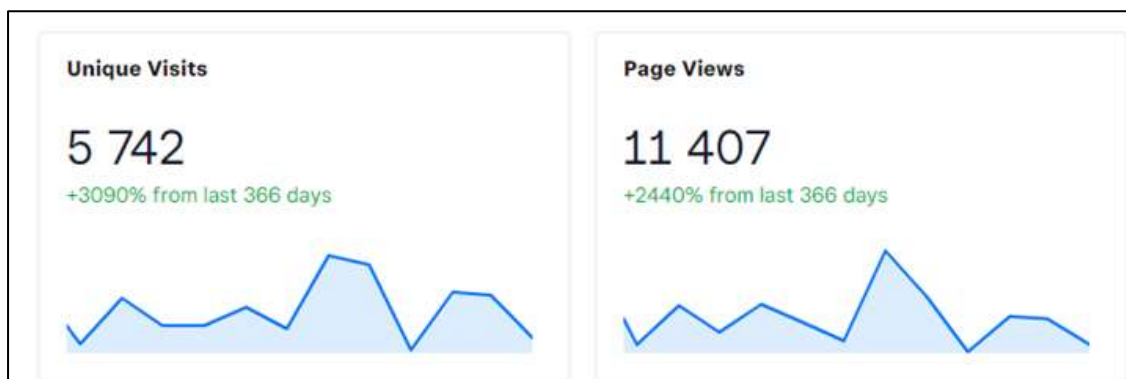 Unique Visits
5 742
+3090% from last 366 days
Page Views
11 407
+2440% from last 366 days